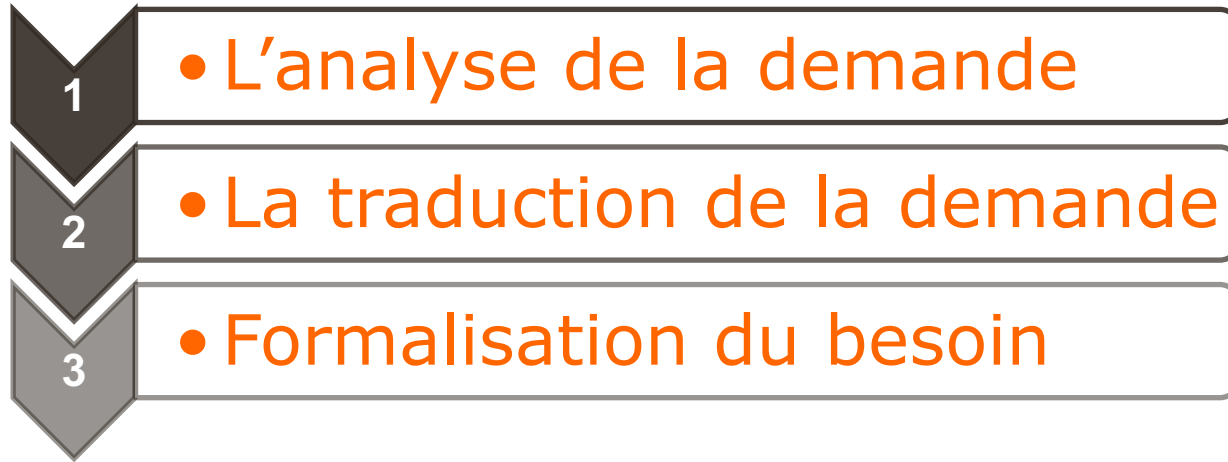 1
• L’analyse de la demande
2
• La traduction de la demande
3
• Formalisation du besoin